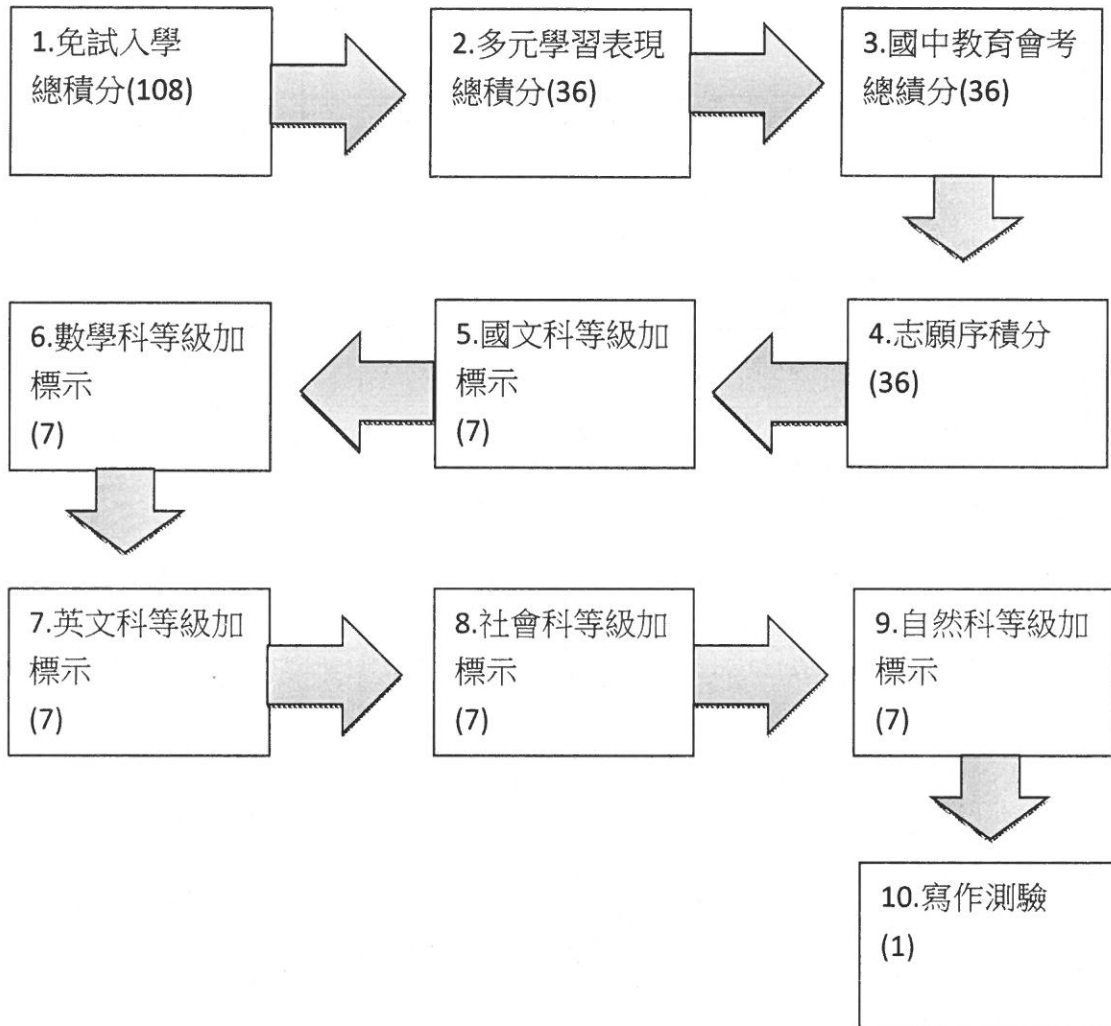 1.免試入學
總積分(108)
2.多元學習表現
總積分(36)
3.國中教育會考
總績分(36)
4.志願序積分
(36)
5.國文科等級加
標示
(7)
6.數學科等級加
標示
(7)
7.英文科等級加
標示
(7)
8.社會科等級加
標示
(7)
9.自然科等級加
標示
(7)
10.寫作測驗
(1)